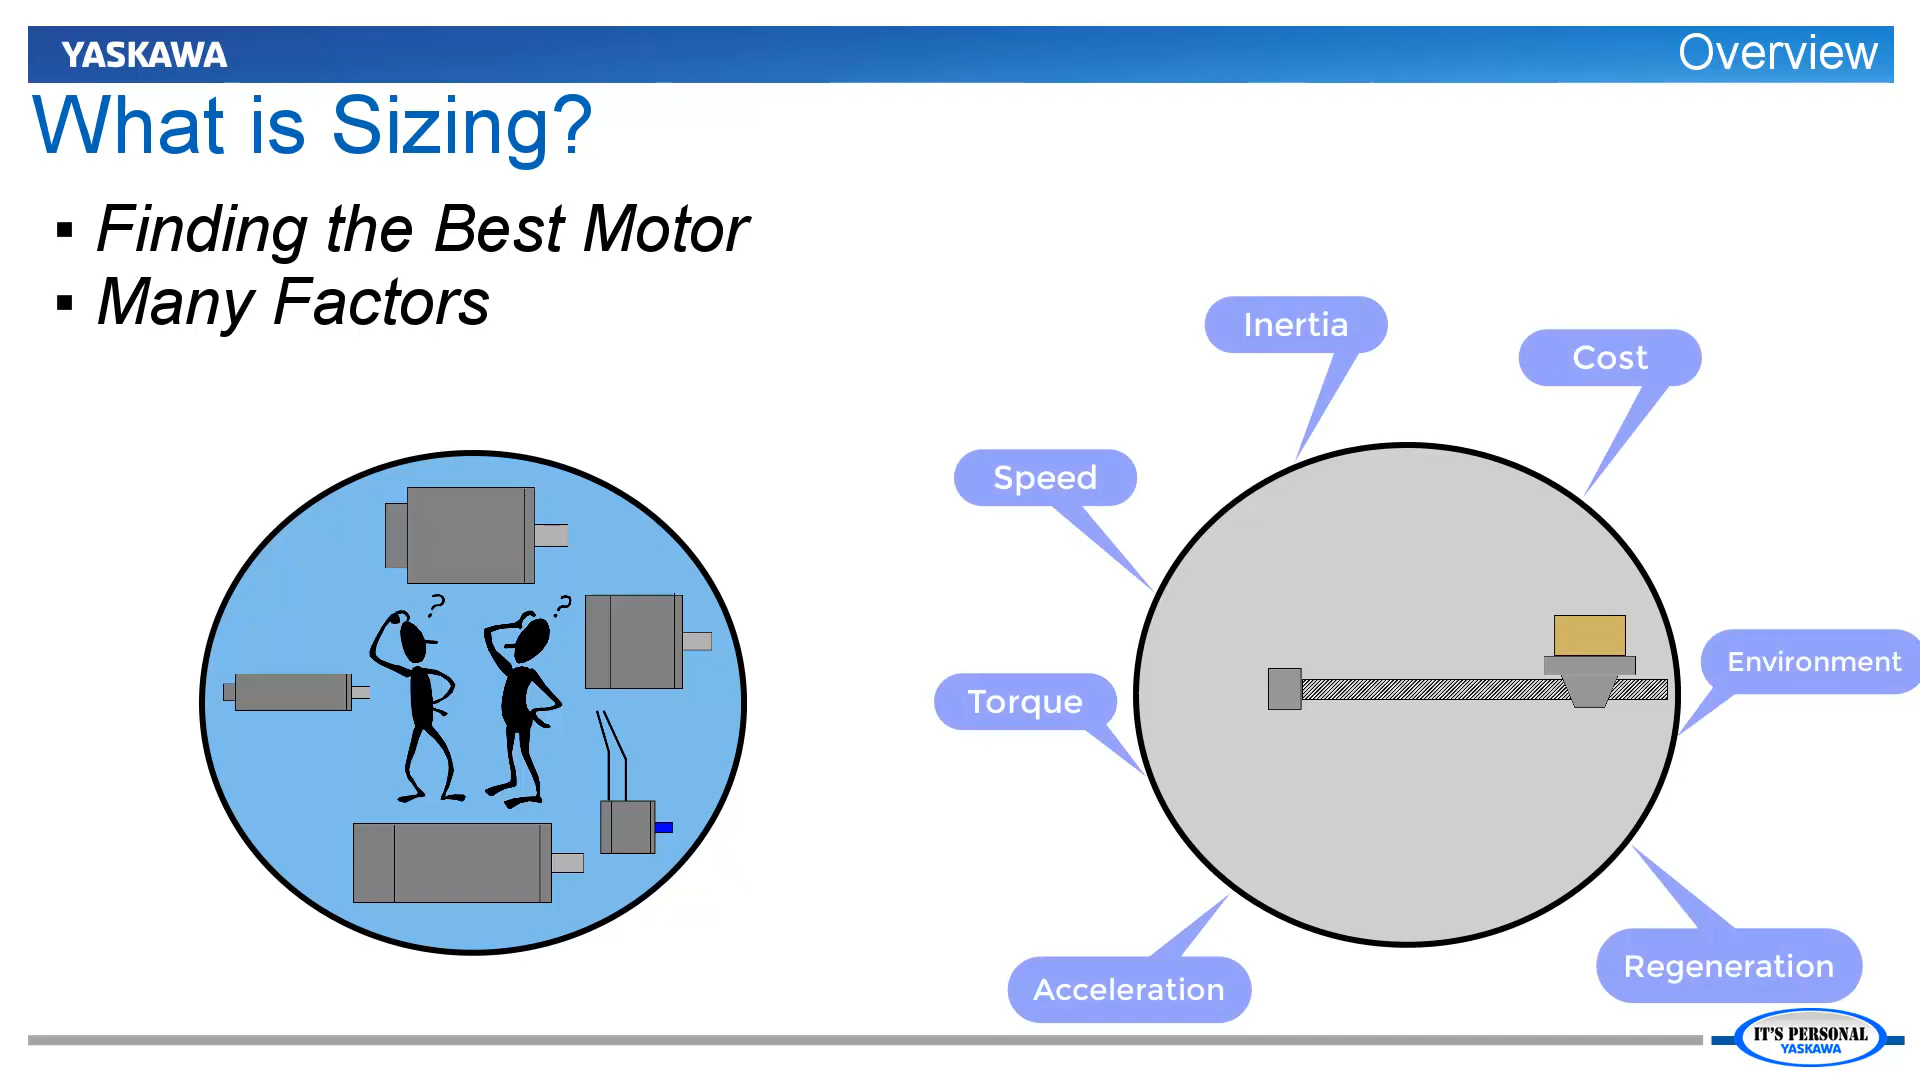 YASKAWA
Overview
What is Sizing?
▪ Finding the Best Motor
▪ Many Factors
Inertia
Cost
Speed
Environment
Torque
Regeneration
Acceleration
?
?
IT'S PERSONAL
YASKAWA